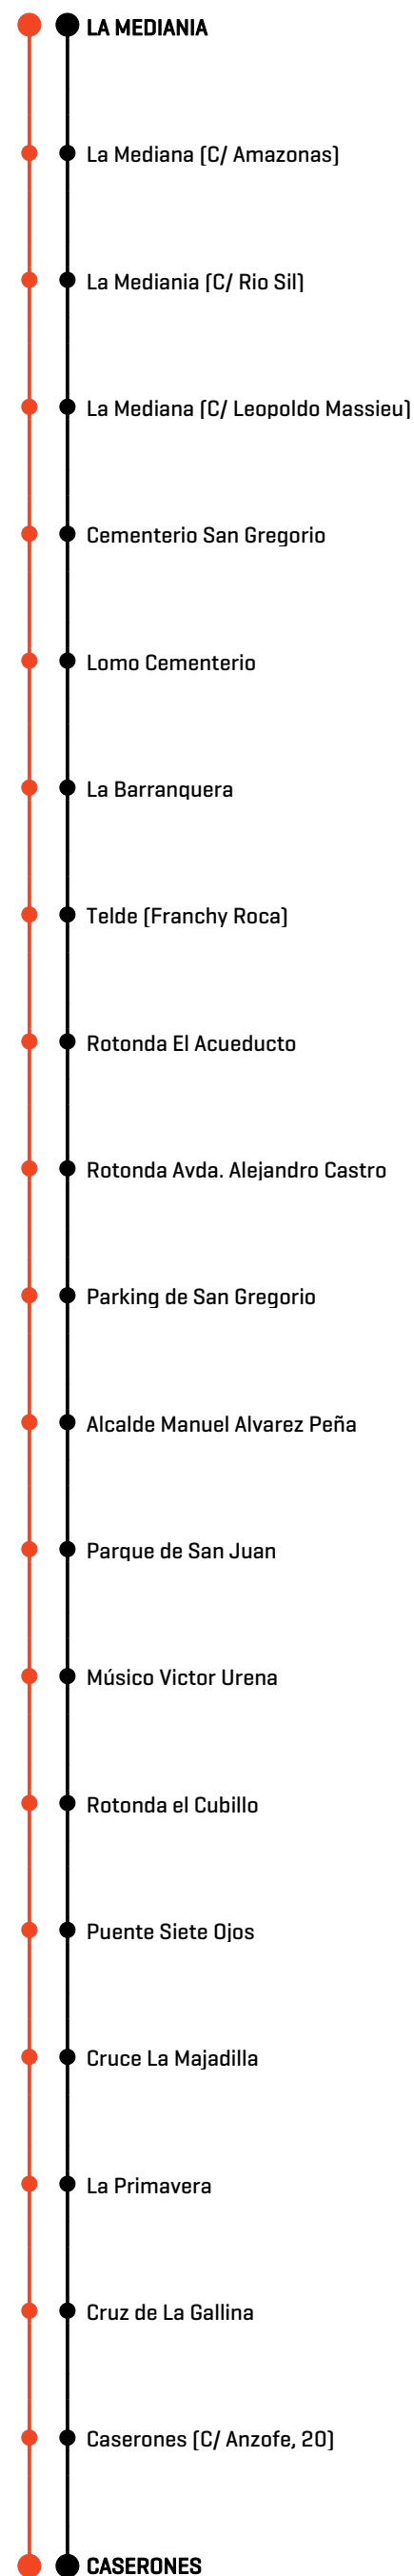 LA MEDIANIA
La Mediana (C/ Amazonas)
La Mediania (C/ Rio Sil)
La Mediana (C/ Leopoldo Massieu)
Cementerio San Gregorio
Lomo Cementerio
La Barranquera
Telde (Franchy Roca)
Rotonda El Acueducto
Rotonda Avda. Alejandro Castro
Parking de San Gregorio
Alcalde Manuel Alvarez Peña
Parque de San Juan
Músico Victor Urena
Rotonda el Cubillo
Puente Siete Ojos
Cruce La Majadilla
La Primavera
Cruz de La Gallina
Caserones (C/ Anzofe, 20)
CASERONES